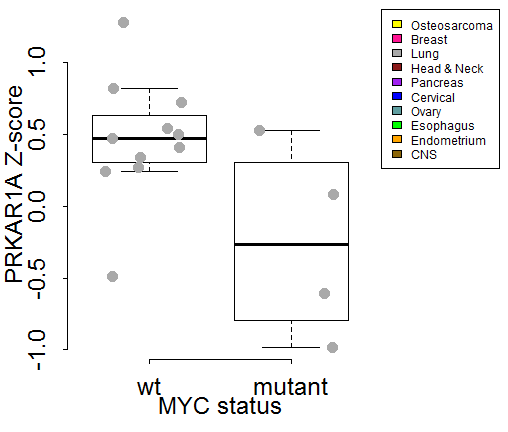 Osteosarcoma
Breast
Lung
Head & Neck
Pancreas
Cervical
Ovary
Esophagus
Endometrium
CNS
PRKAR1A Z-score
1.0
0.5
0.0
-0.5
-1.0
wt mutant
MYC status